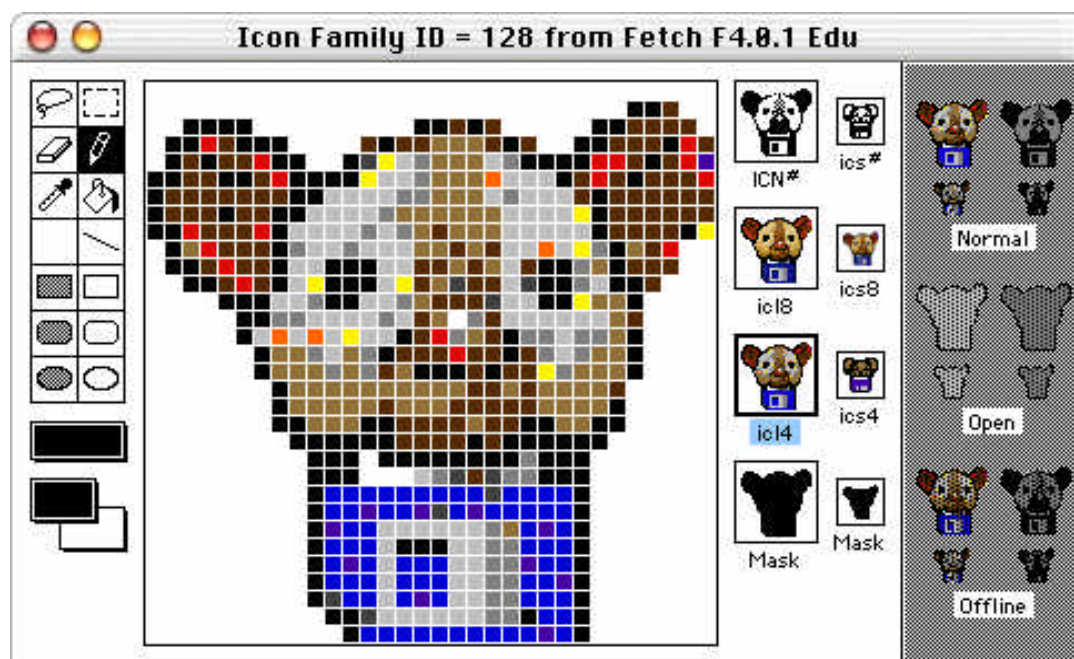 Icon Family ID = 128 from Fetch F4.0.1 Edu
ICN#
ics#
Normal
icl8
ics8
icl4
ics4
Open
Mask
Mask
Offline